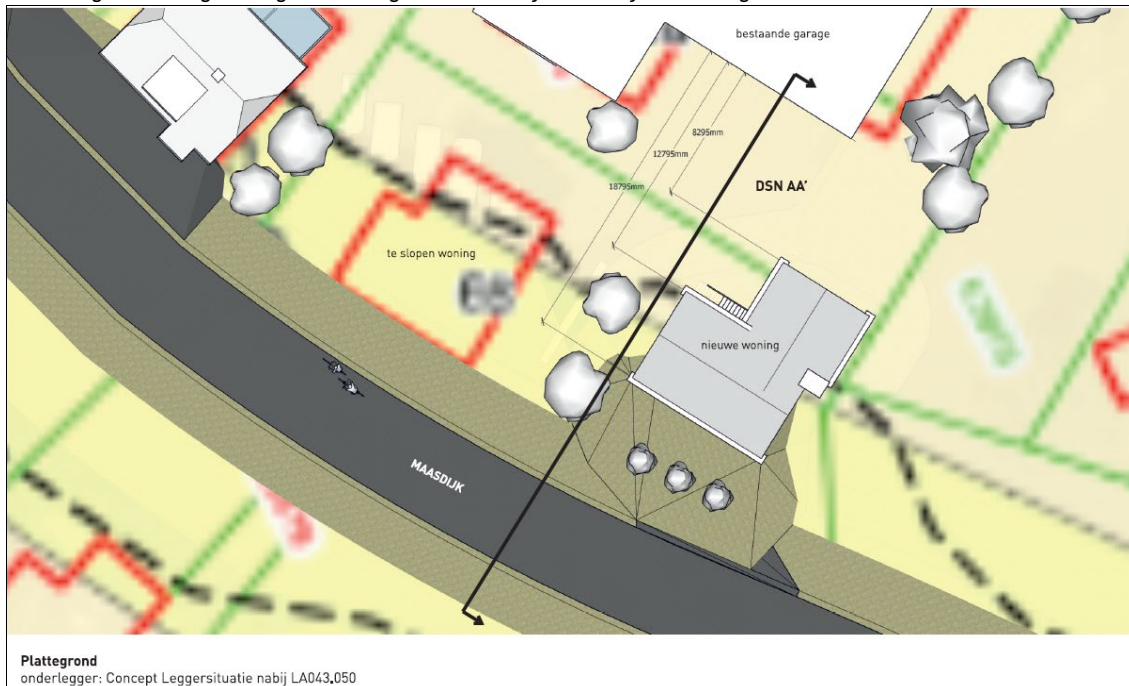 bestaande garage
8295mm
12795mm
18795mm
DSN AA'
te slopen woning
nieuwe woning
MAASDIJK
Plattegrond
onderlegger: Concept Leggersituatie nabij LA043,050